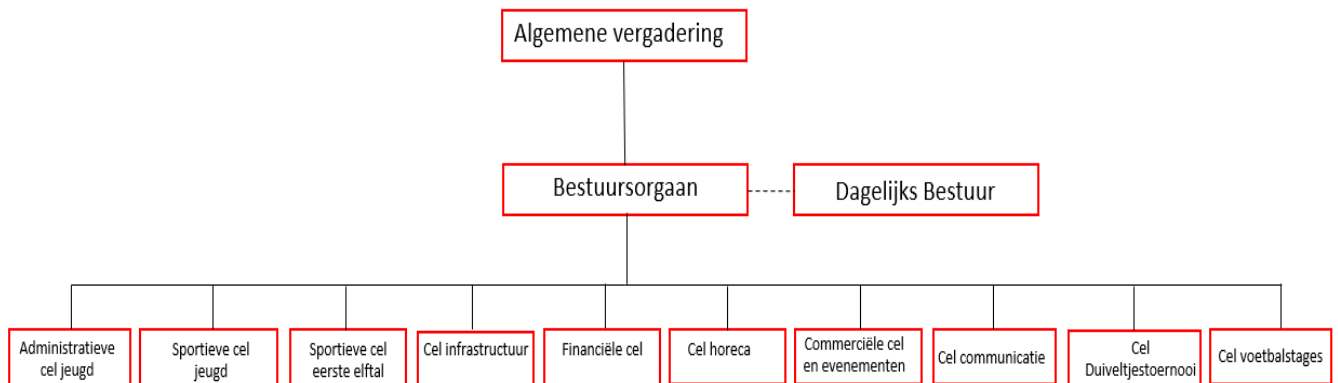 Algemene vergadering
Bestuursorgaan
Dagelijks Bestuur
Administratieve
cel jeugd
Sportieve cel
jeugd
Sportieve cel
eerste elftal
Cel infrastructuur
Financiële cel
Cel horeca
Commerciële cel
en evenementen
Cel communicatie
Cel
Duiveltjestoernooi
Cel voetbalstages